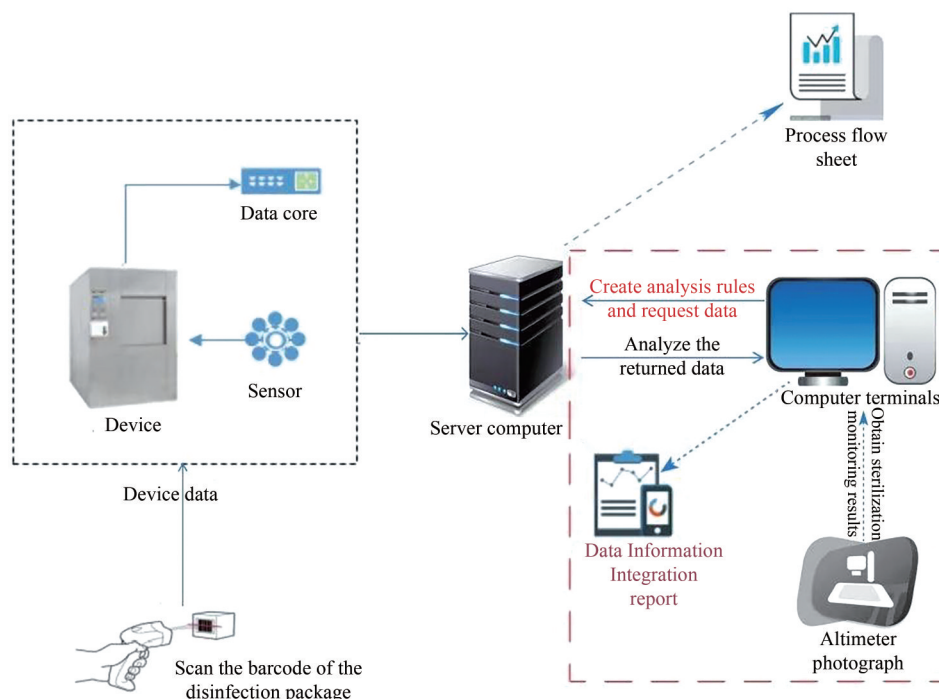 Process flow
sheet
Data core
Sensor
Device
Device data
Scan the barcode of the
disinfection package
Server computer
Create analysis rules
and request data
Analyze the
returned data
Computer terminals
Obtain sterilization
monitoring results
Data Information
Integration
report
Altimeter
photograph